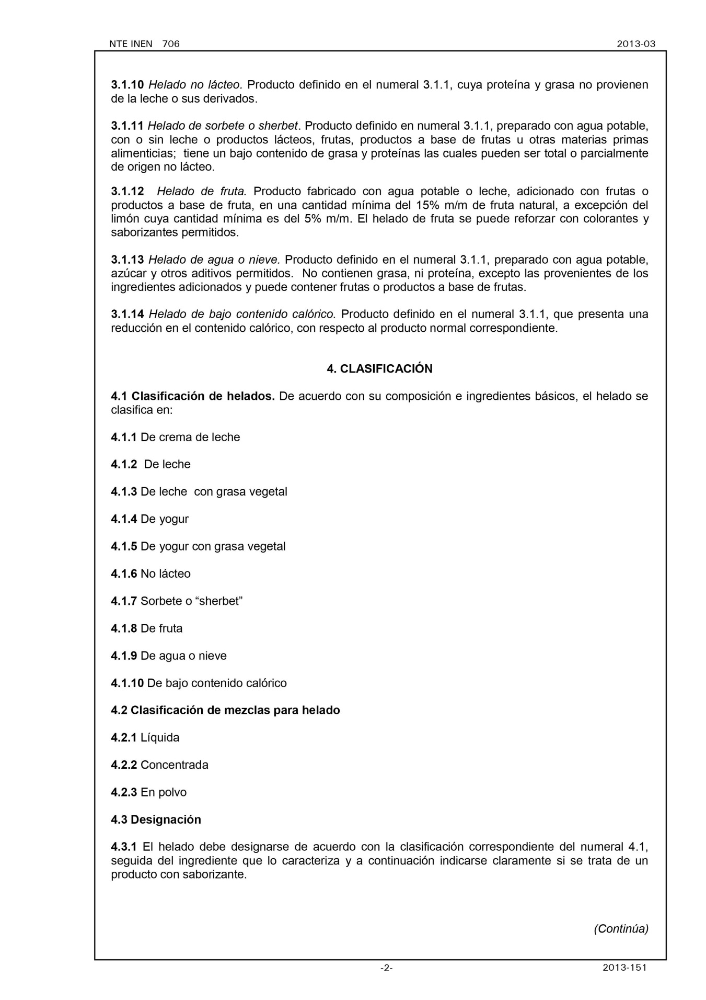 NTE INEN 706 2013-03
3.1.10 Helado no lácteo. Producto definido en el numeral 3.1.1, cuya proteína y grasa no provienen
de la leche o sus derivados.
3.1.11 Helado de sorbete o sherbet. Producto definido en numeral 3.1.1, preparado con agua potable,
con o sin leche o productos lácteos, frutas, productos a base de frutas u otras materias primas
alimenticias; tiene un bajo contenido de grasa y proteínas las cuales pueden ser total o parcialmente
de origen no lácteo.
3.1.12 Helado de fruta. Producto fabricado con agua potable o leche, adicionado con frutas o
productos a base de fruta, en una cantidad mínima del 15% m/m de fruta natural, a excepción del
limón cuya cantidad mínima es del 5% m/m. El helado de fruta se puede reforzar con colorantes y
saborizantes permitidos.
3.1.13 Helado de agua o nieve. Producto definido en el numeral 3.1.1, preparado con agua potable,
azúcar y otros aditivos permitidos. No contienen grasa, ni proteína, excepto las provenientes de los
ingredientes adicionados y puede contener frutas o productos a base de frutas.
3.1.14 Helado de bajo contenido calórico. Producto definido en el numeral 3.1.1, que presenta una
reducción en el contenido calórico, con respecto al producto normal correspondiente.
4. CLASIFICACIÓN
4.1 Clasificación de helados. De acuerdo con su composición e ingredientes básicos, el helado se
clasifica en:
4.1.1 De crema de leche
4.1.2 De leche
4.1.3 De leche con grasa vegetal
4.1.4 De yogur
4.1.5 De yogur con grasa vegetal
4.1.6 No lácteo
4.1.7 Sorbete o “sherbet”
4.1.8 De fruta
4.1.9 De agua o nieve
4.1.10 De bajo contenido calórico
4.2 Clasificación de mezclas para helado
4.2.1 Líquida
4.2.2 Concentrada
4.2.3 En polvo
4.3 Designación
4.3.1 El helado debe designarse de acuerdo con la clasificación correspondiente del numeral 4.1,
seguida del ingrediente que lo caracteriza y a continuación indicarse claramente si se trata de un
producto con saborizante.
(Continúa)
-2- 2013-151